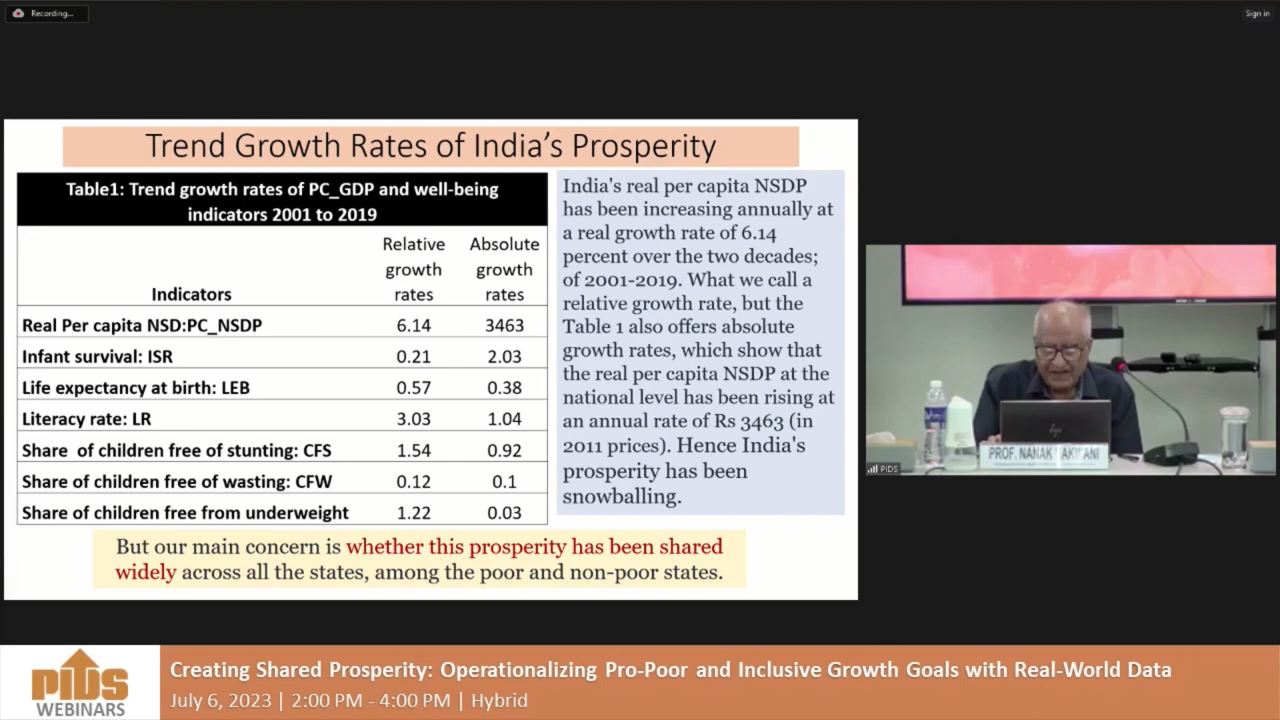 Recording...
Sign in
Trend Growth Rates of India's Prosperity
Table1: Trend growth rates of PC_GDP and well-being
indicators 2001 to 2019
Indicators Relative growth rates Absolute growth rates
Real Per capita NSD:PC_NSDP 6.14 3463
Infant survival: ISR 0.21 2.03
Life expectancy at birth: LEB 0.57 0.38
Literacy rate: LR 3.03 1.04
Share of children free of stunting: CFS 1.54 0.92
Share of children free of wasting: CFW 0.12 0.1
Share of children free from underweight 1.22 0.03
India's real per capita NSDP
has been increasing annually at
a real growth rate of 6.14
percent over the two decades;
of 2001-2019. What we call a
relative growth rate, but the
Table 1 also offers absolute
growth rates, which show that
the real per capita NSDP at the
national level has been rising at
an annual rate of Rs 3463 (in
2011 prices). Hence India's
prosperity has been
snowballing.
But our main concern is whether this prosperity has been shared
widely across all the states, among the poor and non-poor states.
hp
PROF. NANAK KAKWANI
PIDS
PIDS
WEBINARS
Creating Shared Prosperity: Operationalizing Pro-Poor and Inclusive Growth Goals with Real-World Data
July 6, 2023 | 2:00 PM - 4:00 PM | Hybrid